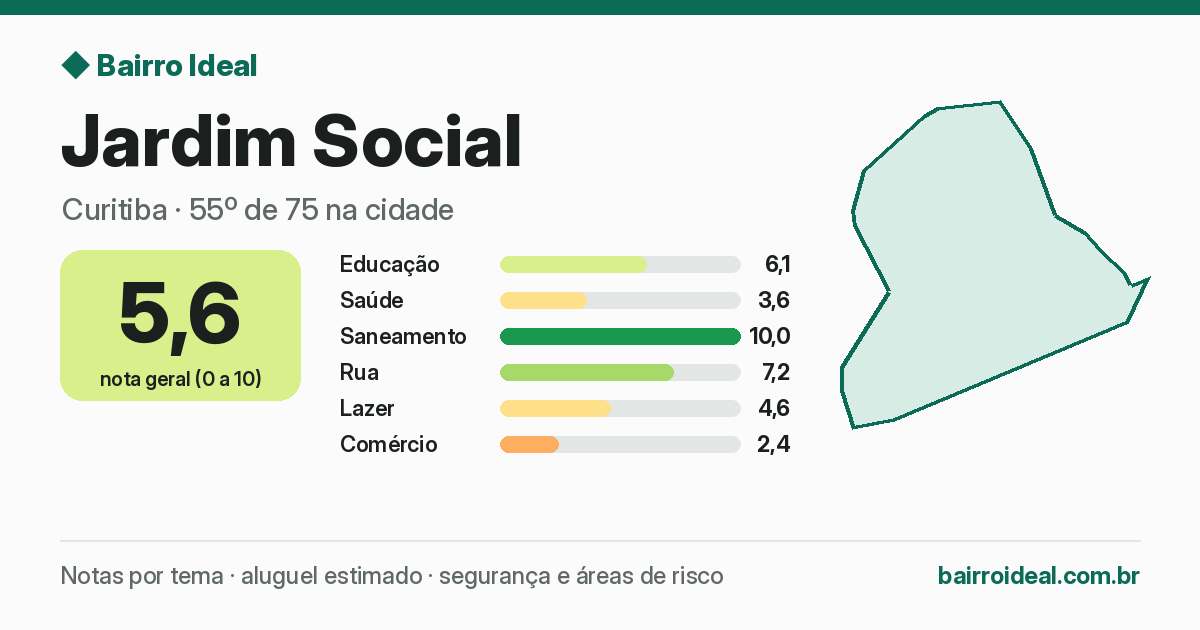 Bairro Ideal
Jardim Social
Curitiba · 55º de 75 na cidade
5,6
nota geral (0 a 10)
Educação 6,1
Saúde 3,6
Saneamento 10,0
Rua 7,2
Lazer 4,6
Comércio 2,4
Notas por tema · aluguel estimado · segurança e áreas de risco
bairroideal.com.br